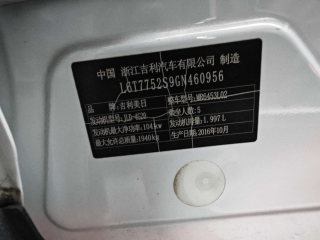 中国 浙江吉利汽车有限公司 制造
品牌:吉利美日 整车型号:
发动机型号:JLD-4G20 乘坐人数:5
发动机最大净功率:104kw 发动机排量:1.997L
最大允许总质量:1940kg 生产日期:2016年10月